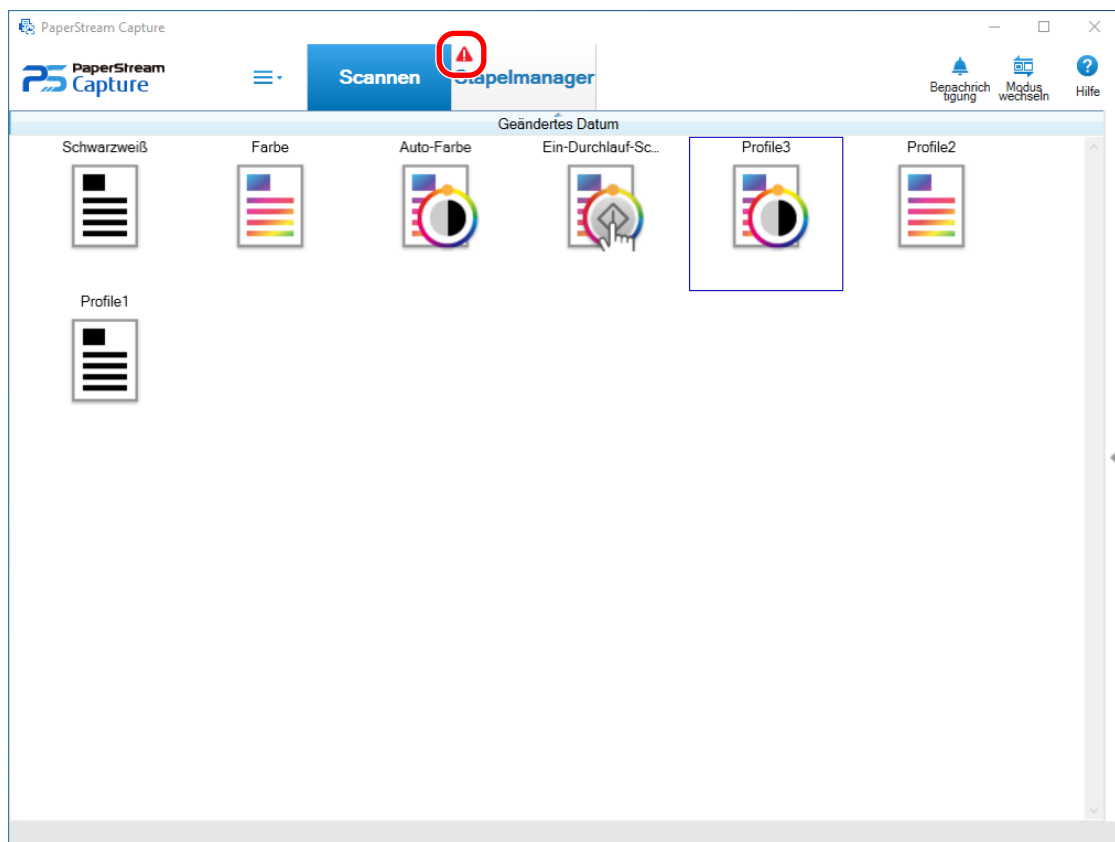 PaperStream Capture
PaperStream
Capture
Scannen
Stapelmanager
Benachrich
tigung
Modus
wechseln
Hilfe
Geändertes Datum
Schwarzweiß
Farbe
Auto-Farbe
Ein-Durchlauf-Sc...
Profile3
Profile2
Profile1